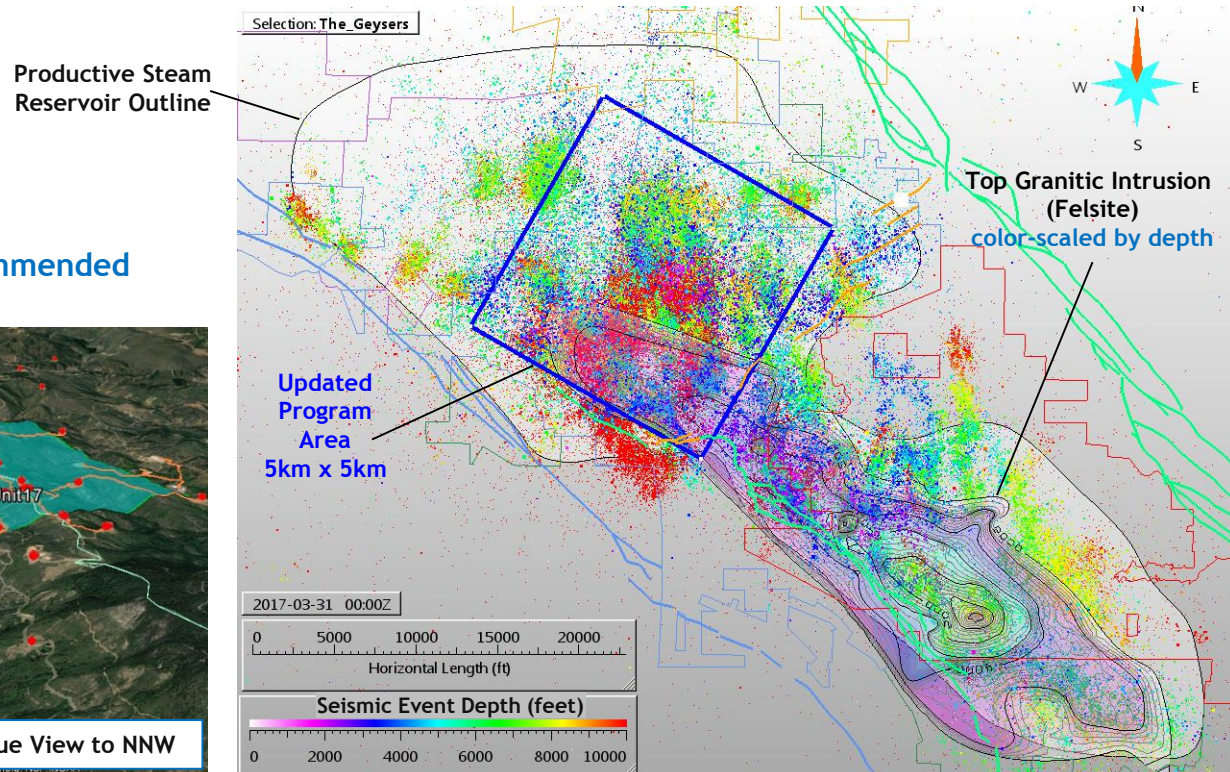 Selection: The_Geysers
Productive Steam
Reservoir Outline
N
W
E
S
Top Granitic Intrusion
(Felsite)
color-scaled by depth
mmended
Updated
Program
Area
5km x 5km
Unit17
ue View to NNW
2017-03-31 00:00Z
0 5000 10000 15000 20000
Horizontal Length (ft)
Seismic Event Depth (feet)
0 2000 4000 6000 8000 10000